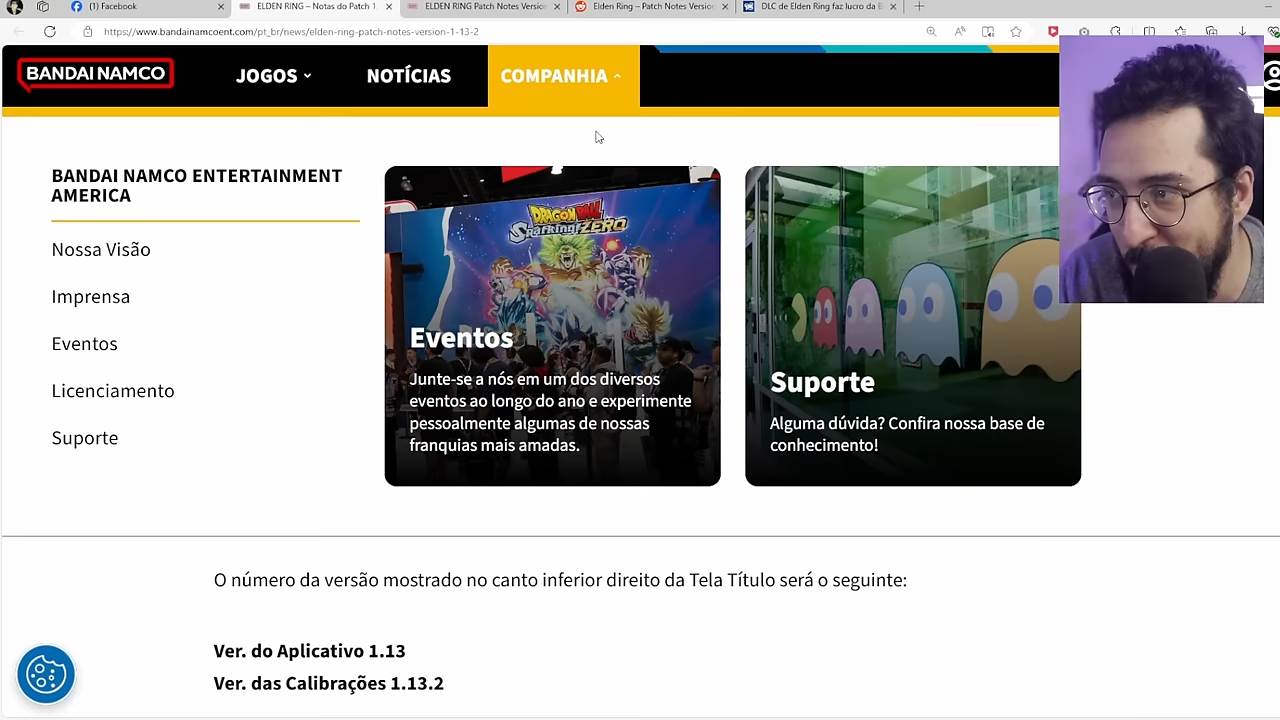 (1) Facebook
ELDEN RING – Notas do Patch 1.
ELDEN RING Patch Notes Version
Elden Ring – Patch Notes Version
DLC de Elden Ring faz lucro da B
https://www.bandainamcoent.com/pt_br/news/elden-ring-patch-notes-version-1-13-2
BANDAI NAMCO
JOGOS
NOTÍCIAS
COMPANHIA
BANDAI NAMCO ENTERTAINMENT
AMERICA
Nossa Visão
Imprensa
Eventos
Licenciamento
Suporte
DRAGON BALL
Sparking! ZERO
Eventos
Junte-se a nós em um dos diversos
eventos ao longo do ano e experimente
pessoalmente algumas de nossas
franquias mais amadas.
Suporte
Alguma dúvida? Confira nossa base de
conhecimento!
O número da versão mostrado no canto inferior direito da Tela Título será o seguinte:
Ver. do Aplicativo 1.13
Ver. das Calibrações 1.13.2